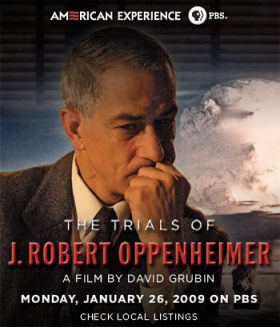 AMERICAN EXPERIENCE PBS.
THE TRIALS OF
J. ROBERT OPPENHEIMER
A FILM BY DAVID GRUBIN
MONDAY, JANUARY 26, 2009 ON PBS
CHECK LOCAL LISTINGS